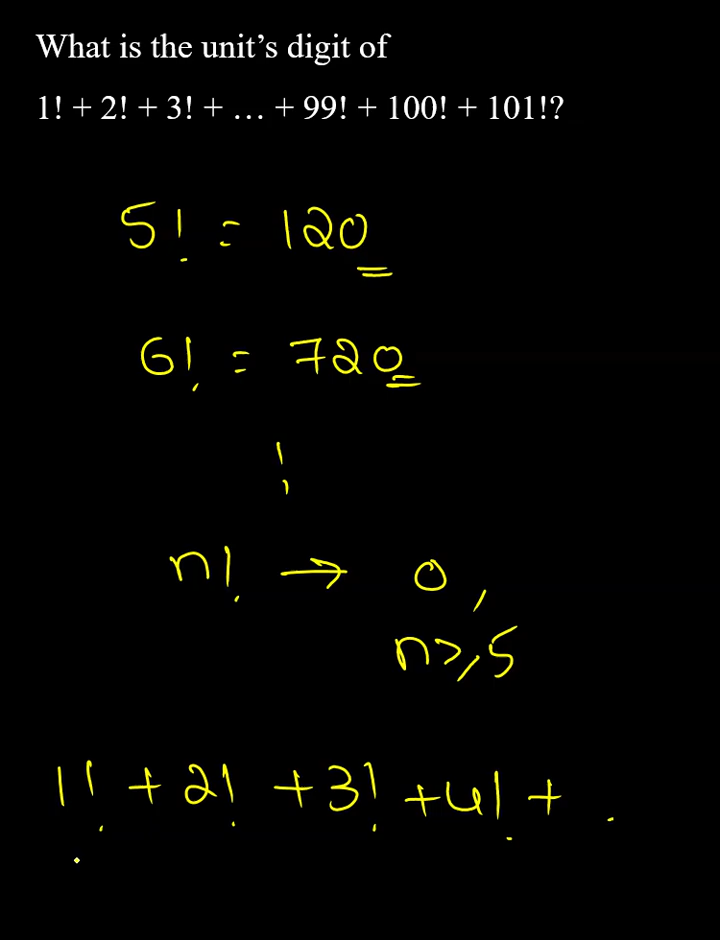 What is the unit’s digit of
1! + 2! + 3! + … + 99! + 100! + 101!?
5! = 120
6! = 720
n! → 0,
n ≥ 5
1! + 2! + 3! + 4! + .